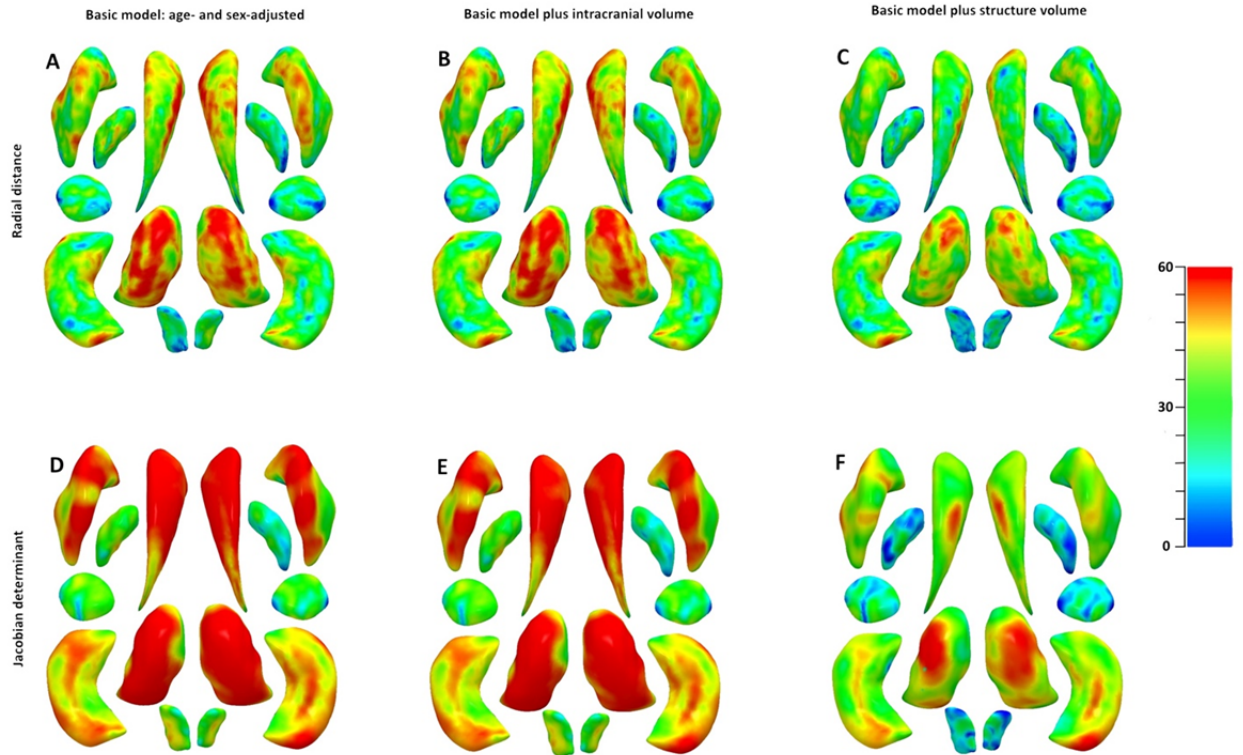 Basic model: age- and sex-adjusted
Basic model plus intracranial volume
Basic model plus structure volume
Radial distance
A
B
C
60
30
0
Jacobian determinant
D
E
F